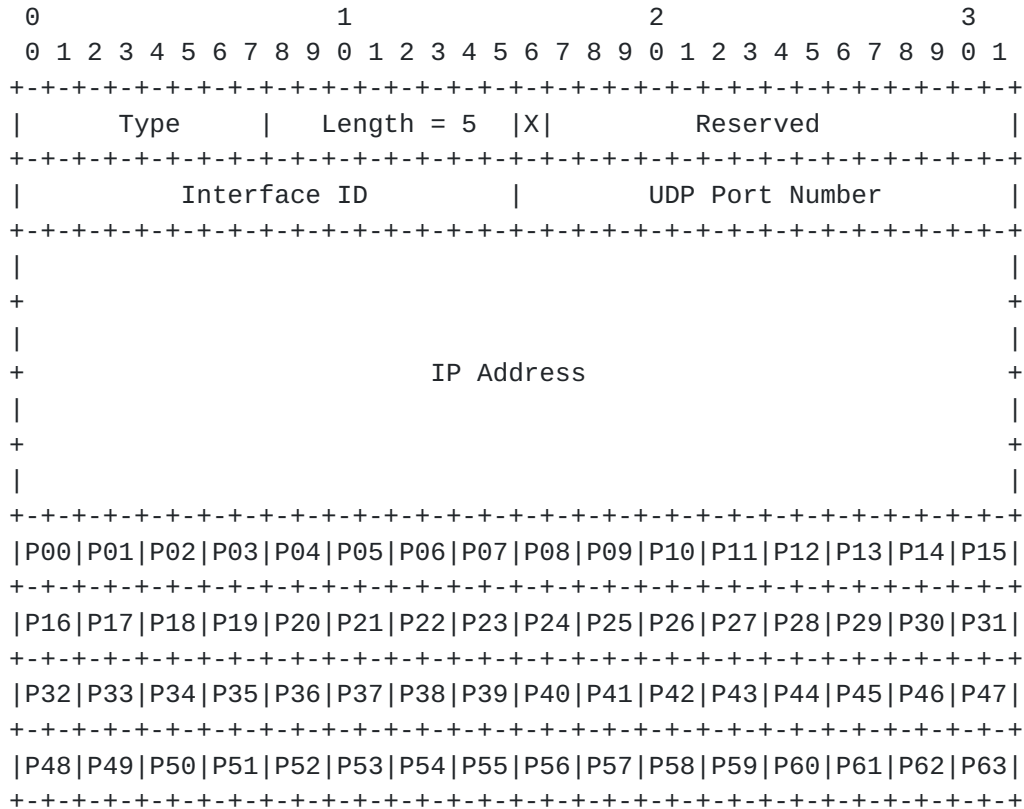 0                   1                   2                   3
 0 1 2 3 4 5 6 7 8 9 0 1 2 3 4 5 6 7 8 9 0 1 2 3 4 5 6 7 8 9 0 1
+-+-+-+-+-+-+-+-+-+-+-+-+-+-+-+-+-+-+-+-+-+-+-+-+-+-+-+-+-+-+-+-+
|      Type     |   Length = 5  |X|         Reserved            |
+-+-+-+-+-+-+-+-+-+-+-+-+-+-+-+-+-+-+-+-+-+-+-+-+-+-+-+-+-+-+-+-+
|          Interface ID         |        UDP Port Number        |
+-+-+-+-+-+-+-+-+-+-+-+-+-+-+-+-+-+-+-+-+-+-+-+-+-+-+-+-+-+-+-+-+
|                                                               |
+                                                               +
|                                                               |
+                          IP Address                           +
|                                                               |
+                                                               +
|                                                               |
+-+-+-+-+-+-+-+-+-+-+-+-+-+-+-+-+-+-+-+-+-+-+-+-+-+-+-+-+-+-+-+-+
|P00|P01|P02|P03|P04|P05|P06|P07|P08|P09|P10|P11|P12|P13|P14|P15|
+-+-+-+-+-+-+-+-+-+-+-+-+-+-+-+-+-+-+-+-+-+-+-+-+-+-+-+-+-+-+-+-+
|P16|P17|P18|P19|P20|P21|P22|P23|P24|P25|P26|P27|P28|P29|P30|P31|
+-+-+-+-+-+-+-+-+-+-+-+-+-+-+-+-+-+-+-+-+-+-+-+-+-+-+-+-+-+-+-+-+
|P32|P33|P34|P35|P36|P37|P38|P39|P40|P41|P42|P43|P44|P45|P46|P47|
+-+-+-+-+-+-+-+-+-+-+-+-+-+-+-+-+-+-+-+-+-+-+-+-+-+-+-+-+-+-+-+-+
|P48|P49|P50|P51|P52|P53|P54|P55|P56|P57|P58|P59|P60|P61|P62|P63|
+-+-+-+-+-+-+-+-+-+-+-+-+-+-+-+-+-+-+-+-+-+-+-+-+-+-+-+-+-+-+-+-+